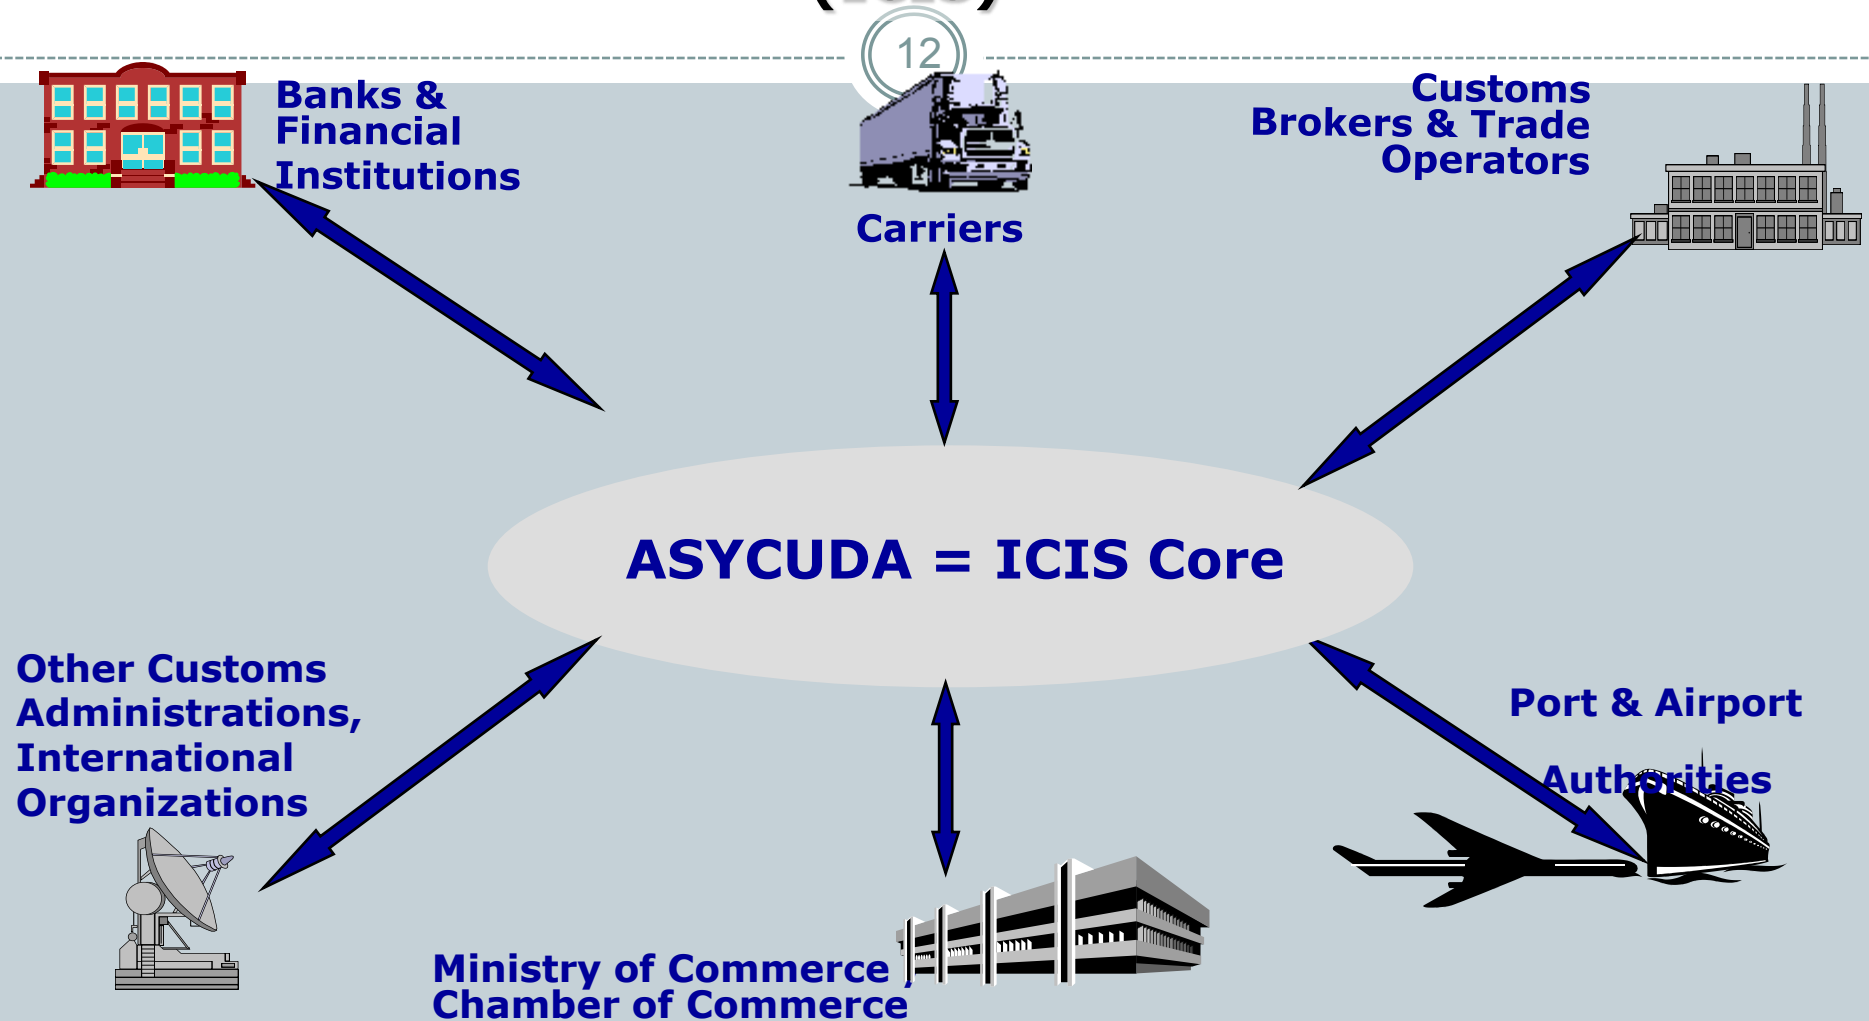 12
Banks &
Financial
Institutions
Carriers
Customs
Brokers & Trade
Operators
ASYCUDA = ICIS Core
Other Customs
Administrations,
International
Organizations
Port & Airport
Authorities
Ministry of Commerce ,
Chamber of Commerce